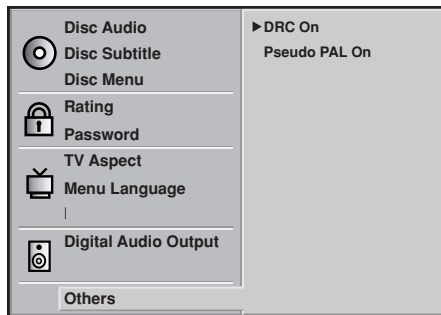 Disc Audio
Disc Subtitle
Disc Menu
Rating
Password
TV Aspect
Menu Language
|
Digital Audio Output
Others
DRC On
Pseudo PAL On